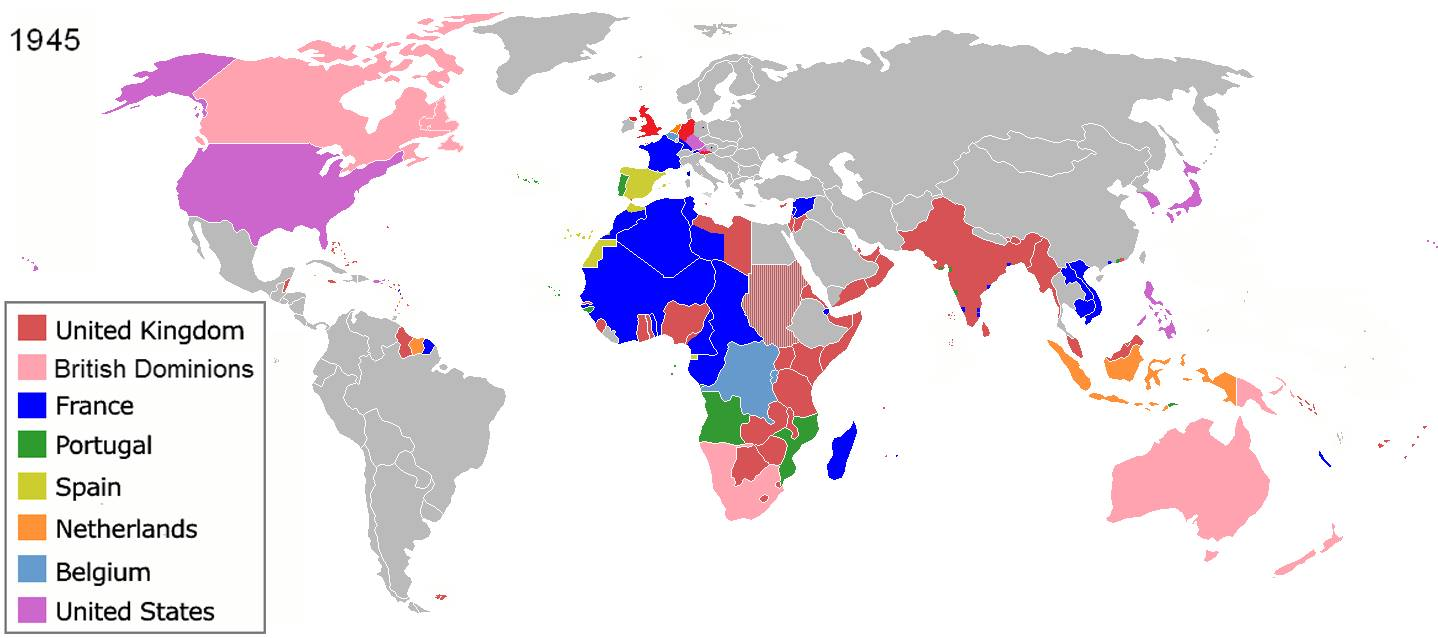 1945
United Kingdom
British Dominions
France
Portugal
Spain
Netherlands
Belgium
United States